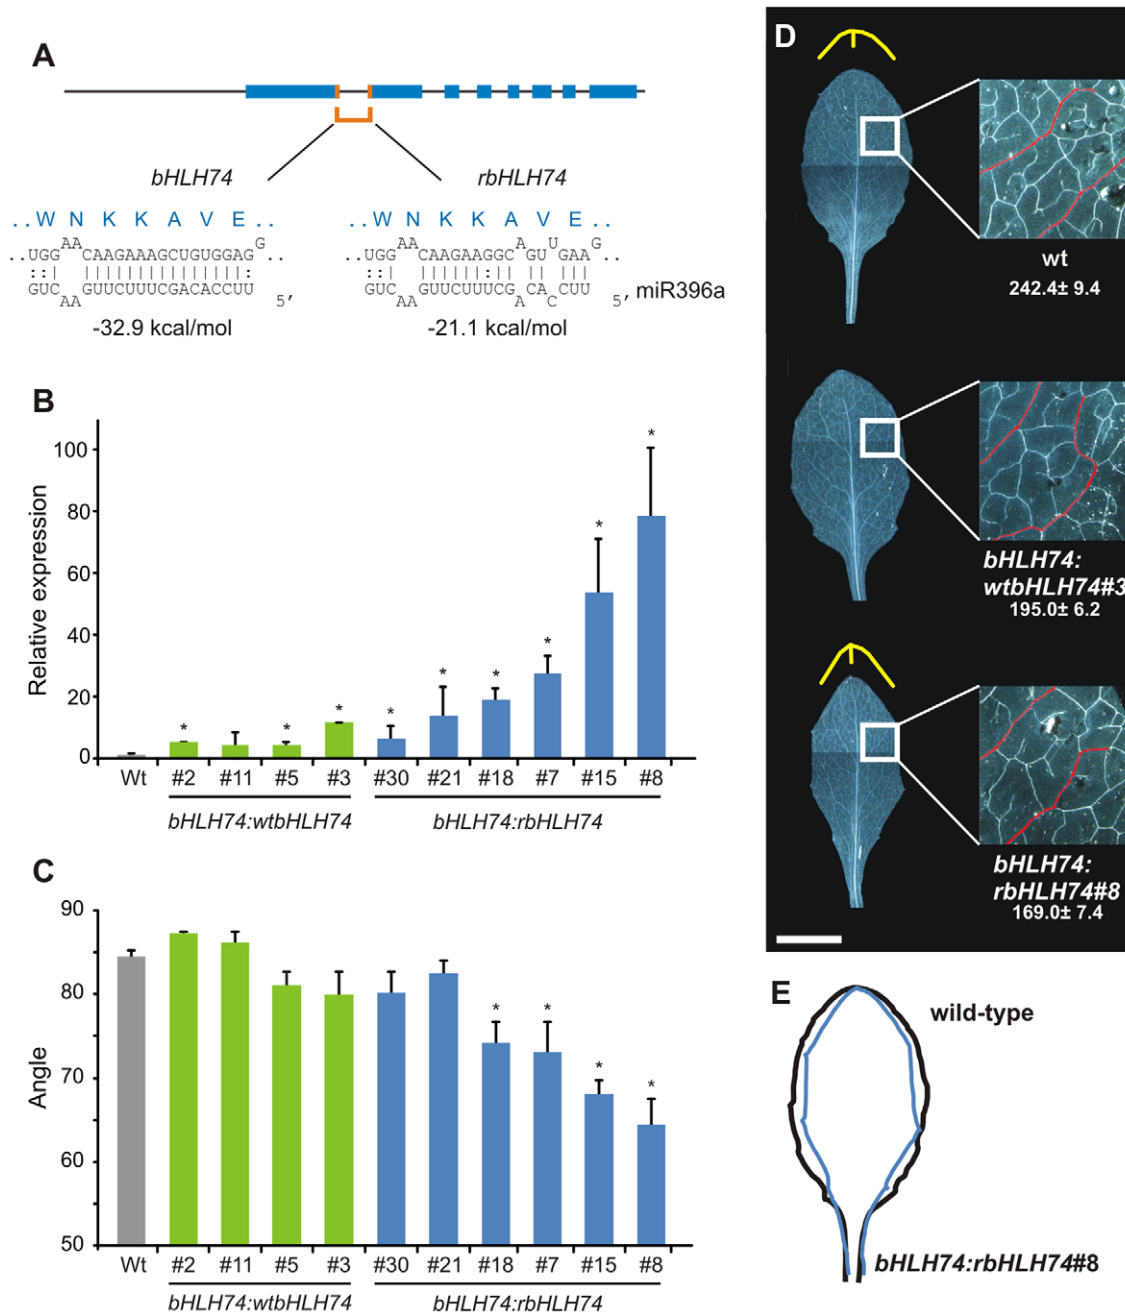 A
bHLH74
rbHLH74
..W N K K A V E..
..W N K K A V E..
..UGG AA CAAGAAAGCUGUGGAG G ..
..UGG AA CAAGAAGGC A GU U GAA G ..
GUC AA GUUCUUUCGACACCUU 5'
GUC AA GUUCUUUCG A CA C CUU 5' miR396a
-32.9 kcal/mol
-21.1 kcal/mol
B
Relative expression
100
80
60
40
20
0
* * * * * * * * *
Wt #2 #11 #5 #3 #30 #21 #18 #7 #15 #8
bHLH74:wtbHLH74
bHLH74:rbHLH74
C
Angle
90
80
70
60
50
* * * *
Wt #2 #11 #5 #3 #30 #21 #18 #7 #15 #8
bHLH74:wtbHLH74
bHLH74:rbHLH74
D
wt
242.4± 9.4
bHLH74:
wtbHLH74#3
195.0± 6.2
bHLH74:
rbHLH74#8
169.0± 7.4
E
wild-type
bHLH74:rbHLH74#8